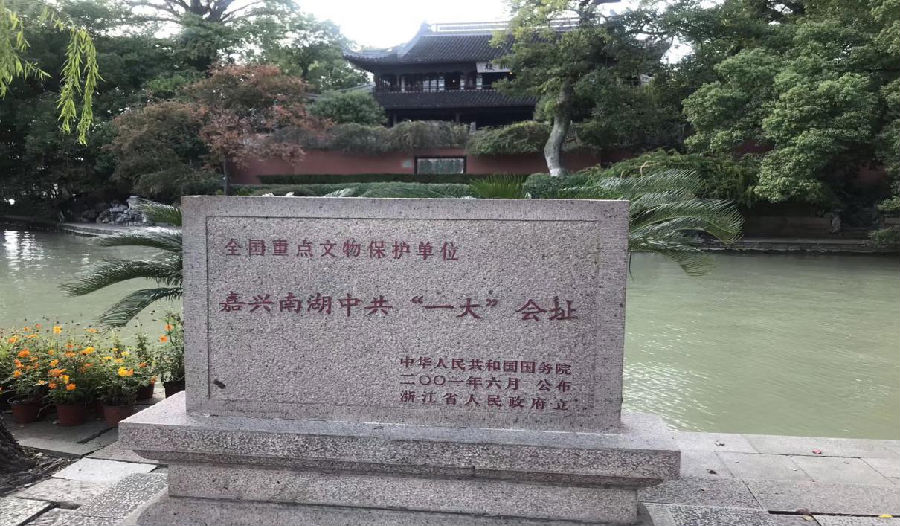 全国重点文物保护单位
嘉兴南湖中共“一大”会址
中华人民共和国国务院
二〇〇一年六月 公布
浙江省人民政府立